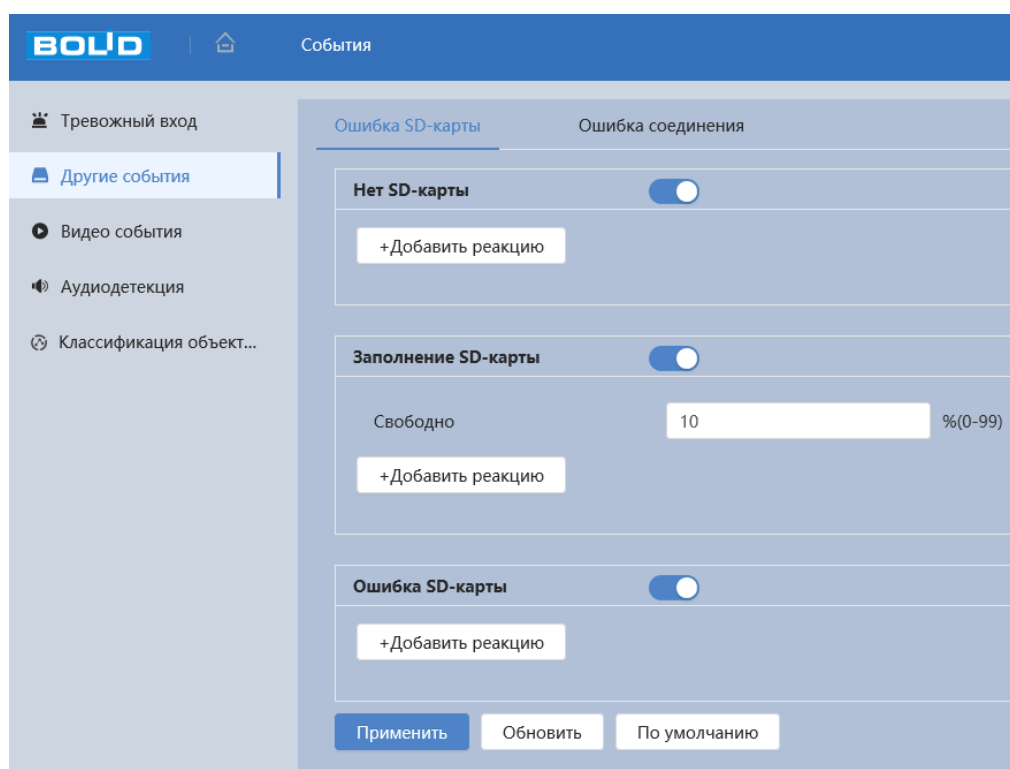 BOLID
События
Тревожный вход
Другие события
Видео события
Аудиодетекция
Классификация объект...
Ошибка SD-карты
Ошибка соединения
Нет SD-карты
+Добавить реакцию
Заполнение SD-карты
Свободно
10
%(0-99)
+Добавить реакцию
Ошибка SD-карты
+Добавить реакцию
Применить
Обновить
По умолчанию